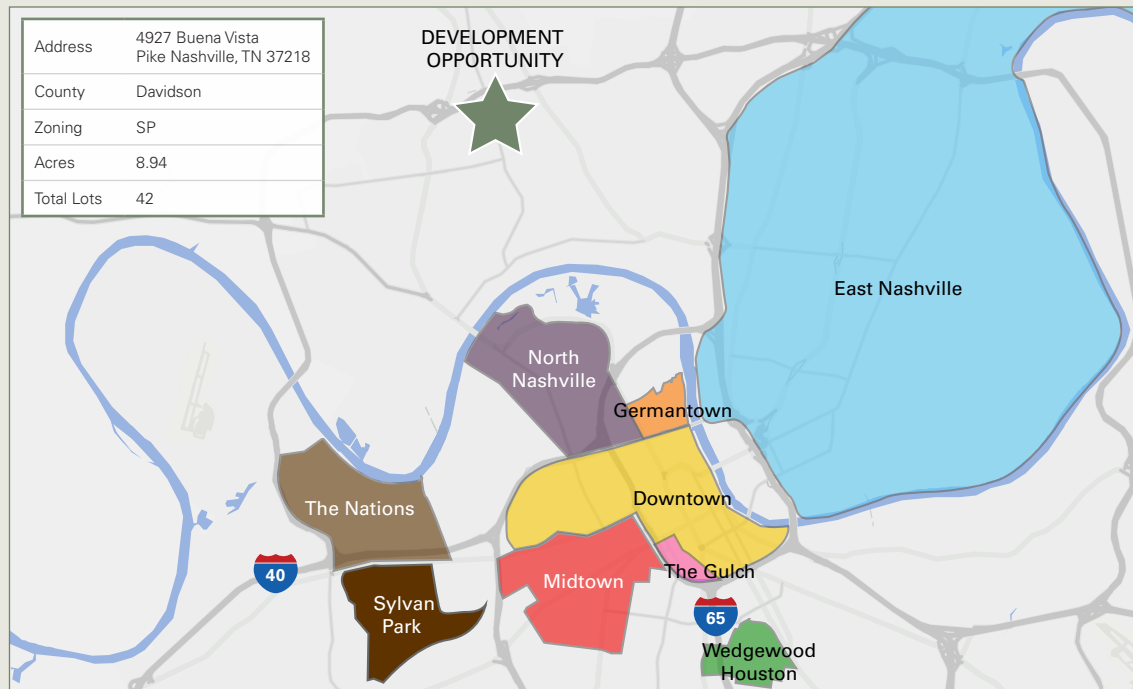 Address 4927 Buena Vista
Pike Nashville, TN 37218
County Davidson
Zoning SP
Acres 8.94
Total Lots 42
DEVELOPMENT
OPPORTUNITY
East Nashville
North
Nashville
Germantown
Downtown
The Nations
The Gulch
Midtown
40
Sylvan
Park
65
Wedgewood
Houston